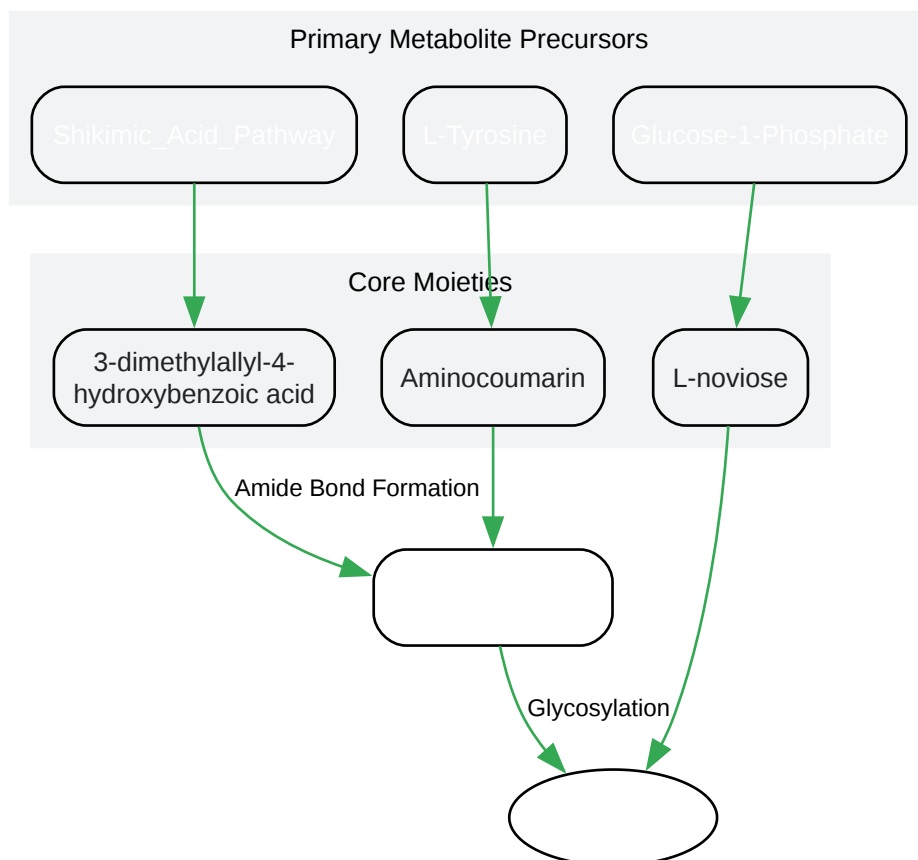 Primary Metabolite Precursors
Shikimic_Acid_Pathway
L-Tyrosine
Glucose-1-Phosphate
Core Moieties
3-dimethylallyl-4-
hydroxybenzoic acid
Aminocoumarin
L-noviose
Amide Bond Formation
Glycosylation